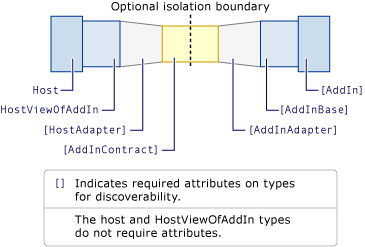 Optional isolation boundary
Host
[AddIn]
HostViewOfAddIn
[AddInBase]
[HostAdapter]
[AddInAdapter]
[AddInContract]
[] Indicates required attributes on types
for discoverability.
The host and HostViewOfAddIn types
do not require attributes.